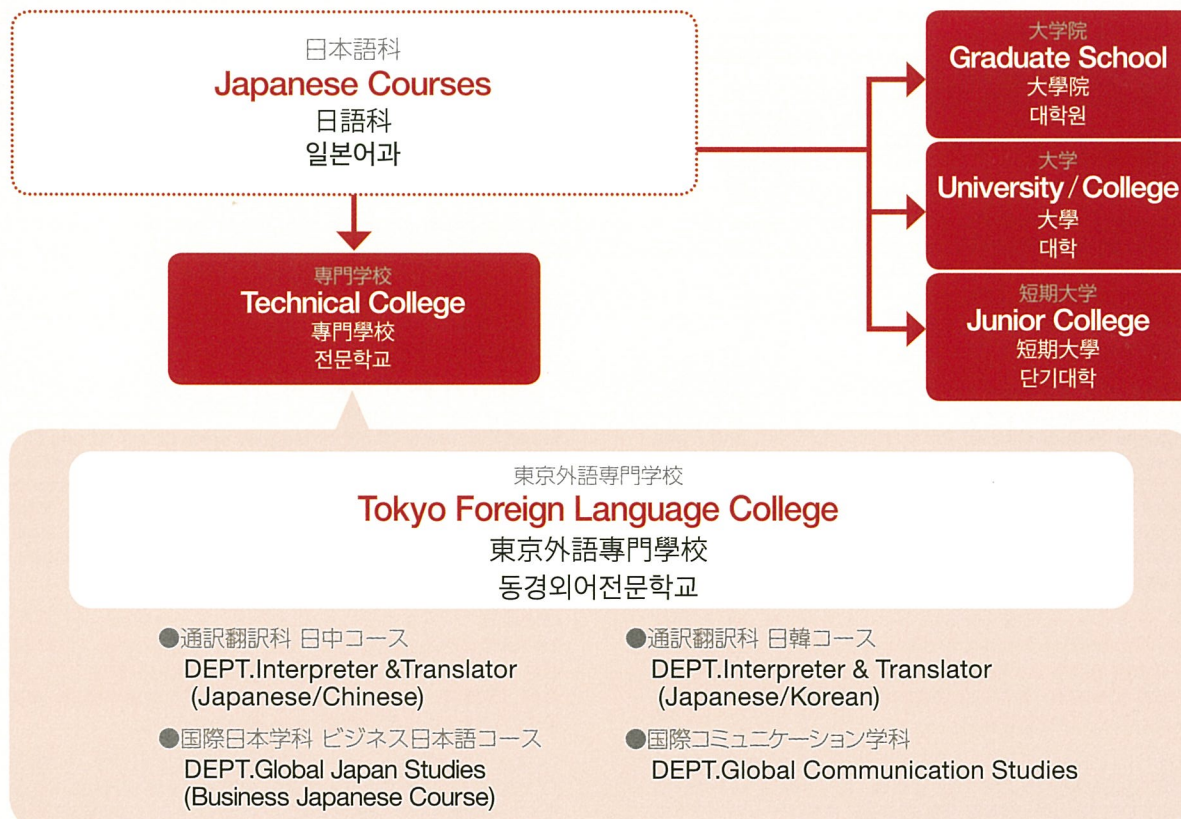 日本語科
Japanese Courses
日語科
일본어과
大学院
Graduate School
大學院
대학원
大学
University / College
大學
대학
短期大学
Junior College
短期大學
단기대학
専門学校
Technical College
專門學校
전문학교
東京外語専門学校
Tokyo Foreign Language College
東京外語專門學校
동경외어전문학교
●通訳翻訳科 日中コース
DEPT.Interpreter &Translator
(Japanese/Chinese)
●通訳翻訳科 日韓コース
DEPT.Interpreter & Translator
(Japanese/Korean)
●国際日本学科 ビジネス日本語コース
DEPT.Global Japan Studies
(Business Japanese Course)
●国際コミュニケーション学科
DEPT.Global Communication Studies